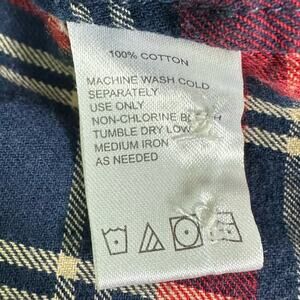 100% COTTON
MACHINE WASH COLD
SEPARATELY
USE ONLY
NON-CHLORINE
TUMBLE DRY LOW
MEDIUM IRON
AS NEEDED